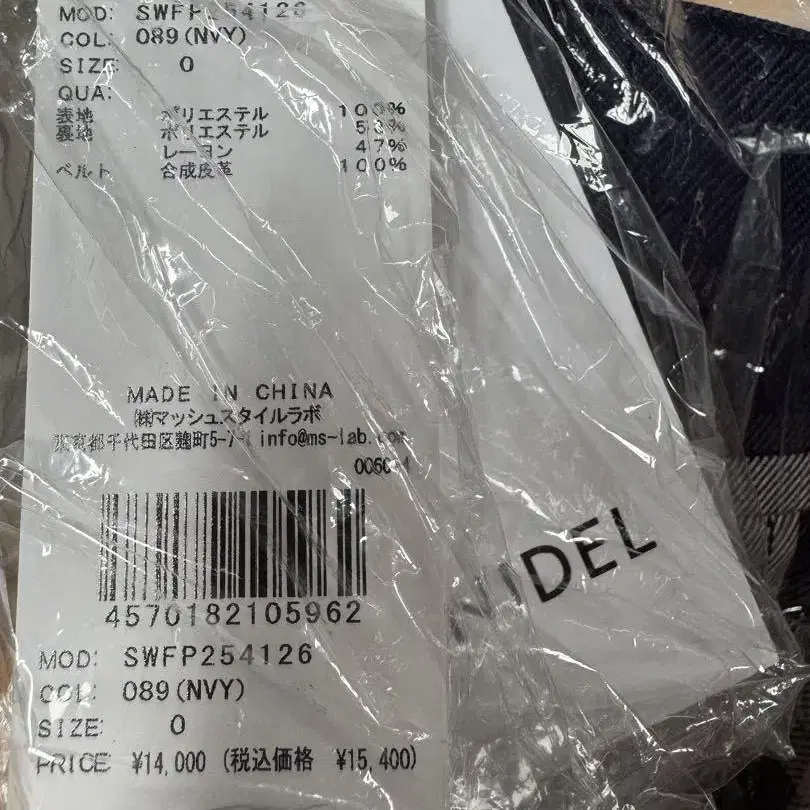 MOD: SWFP254126
COL: 089(NVY)
SIZE 0
QUA:
表地 ポリエステル 100%
裏地 ポリエステル 53%
レーヨン 47%
ベルト 合成皮革 100%
MADE IN CHINA
㈱マッシュスタイルラボ
東京都千代田区麹町5-7-1 info@ms-lab.com
4570182105962
MOD: SWFP254126
COL: 089(NVY)
SIZE: 0
PRICE: ¥14,000 (税込価格 ¥15,400)
NIDEL